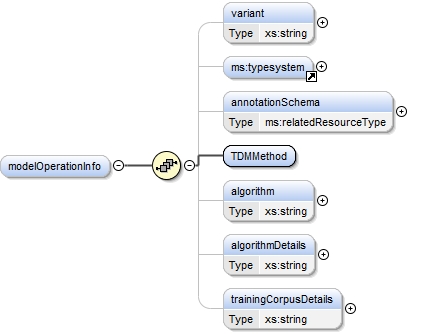 variant
Type xs:string
ms:typesystem
annotationSchema
Type ms:relatedResourceType
modelOperationInfo
TDMMethod
algorithm
Type xs:string
algorithmDetails
Type xs:string
trainingCorpusDetails
Type xs:string